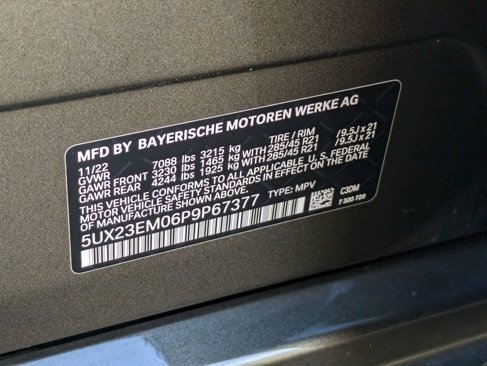 MFD BY BAYERISCHE MOTOREN WERKE AG
11/22 TIRE / RIM
GVWR 7088 lbs 3215 kg
GAWR FRONT 3230 lbs 1465 kg WITH 285/45 R21 /9.5J x 21
GAWR REAR 4244 lbs 1925 kg WITH 285/45 R21 /9.5J x 21
THIS VEHICLE CONFORMS TO ALL APPLICABLE U. S. FEDERAL
MOTOR VEHICLE SAFETY STANDARDS
AFFECT ON THE DATE OF MANUFACTURE SHOWN ABOVE.
5UX23EM06P9P67377 TYPE: MPV C3DM
7 320 729